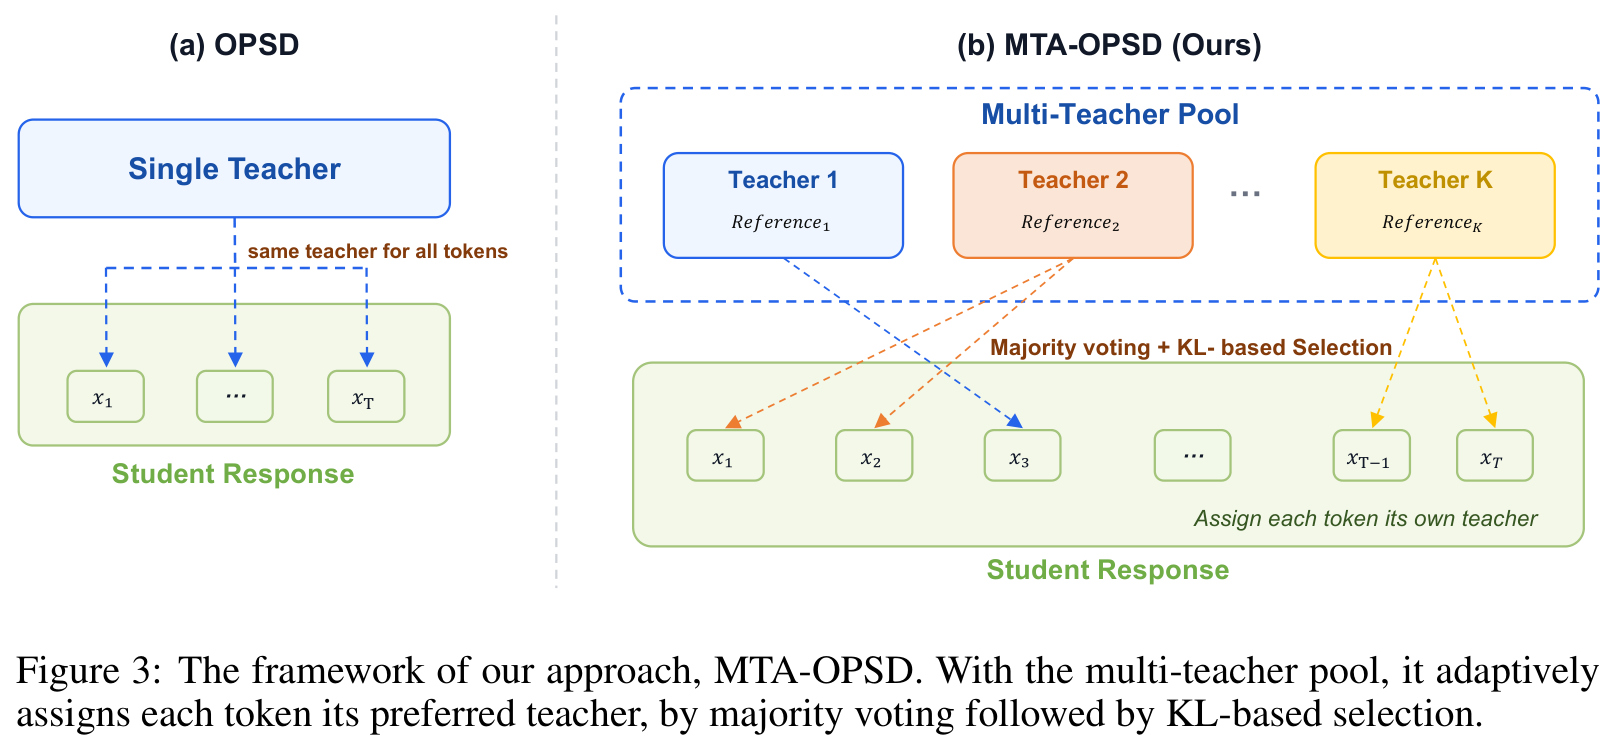 (a) OPSD
Single Teacher
same teacher for all tokens
x₁
...
x_T
Student Response
(b) MTA-OPSD (Ours)
Multi-Teacher Pool
Teacher 1
Reference₁
Teacher 2
Reference₂
...
Teacher K
Reference_K
Majority voting + KL- based Selection
x₁
x₂
x₃
...
x_{T−1}
x_T
Assign each token its own teacher
Student Response
Figure 3: The framework of our approach, MTA-OPSD. With the multi-teacher pool, it adaptively
assigns each token its preferred teacher, by majority voting followed by KL-based selection.